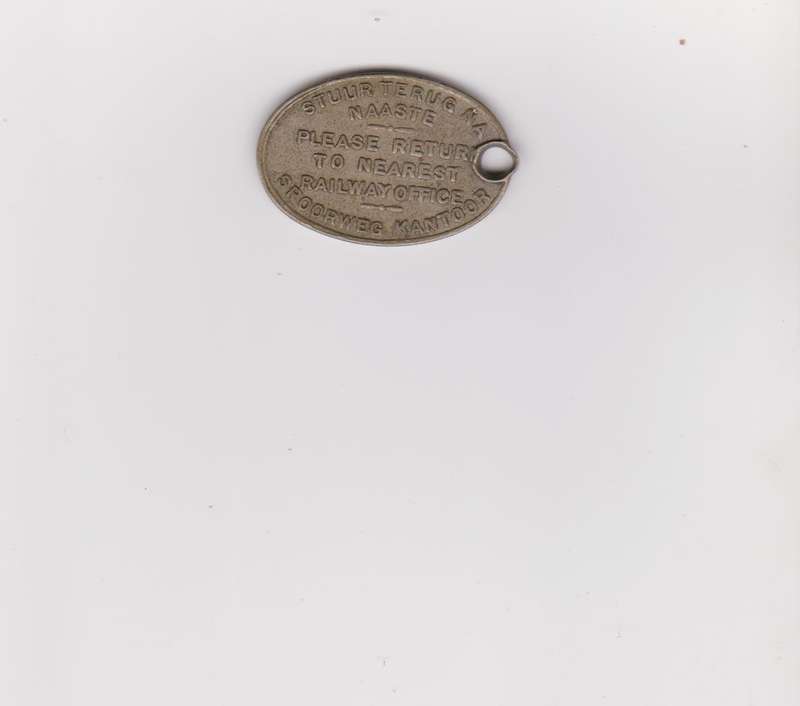 STUUR TERUG NA
NAASTE
PLEASE RETURN
TO NEAREST
RAILWAY OFFICE
SPOORWEG KANTOOR